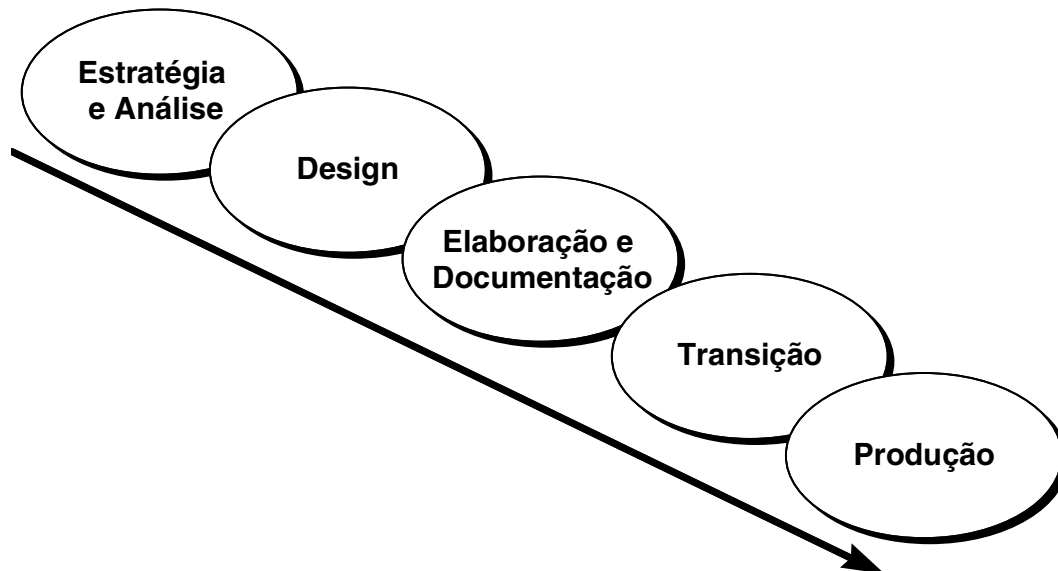 Estratégia
e Análise
Design
Elaboração e
Documentação
Transição
Produção